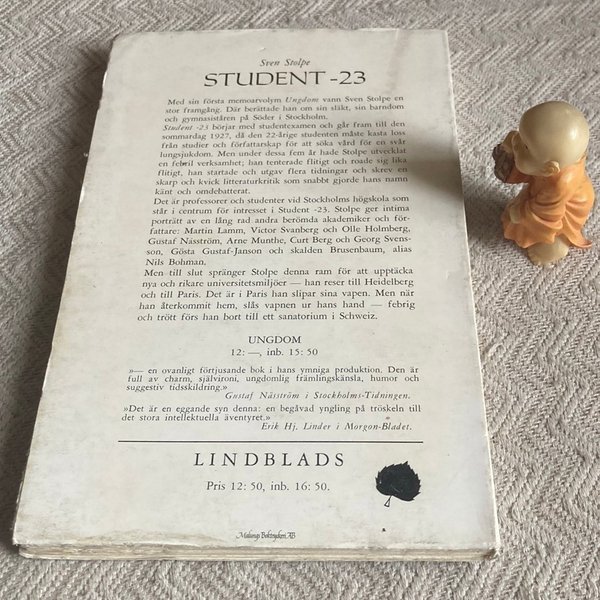 Sven Stolpe
STUDENT -23
Med sin första memoarvolym Ungdom vann Sven Stolpe en
stor framgång. Där berättade han om sin släkt, sin barndom
och gymnasiståren på Söder i Stockholm.
Student -23 börjar med studentexamen och går fram till den
sommardag 1927, då den 22-årige studenten måste kasta loss
från studier och författarskap för att söka vård för en svår
lungsjukdom. Men under dessa fem år hade Stolpe utvecklat
en febril verksamhet; han tenterade flitigt och roade sig lika
flitigt, han startade och utgav flera tidningar och skrev en
skarp och kvick litteraturkritik som snabbt gjorde hans namn
känt och omdebatterat.
Det är professorer och studenter vid Stockholms högskola som
står i centrum för intresset i Student -23. Stolpe ger intima
porträtt av en lång rad andra berömda akademiker och för-
fattare: Martin Lamm, Victor Svanberg och Olle Holmberg,
Gustaf Näsström, Arne Munthe, Curt Berg och Georg Svens-
son, Gösta Gustaf-Janson och skalden Brusenbaum, alias
Nils Bohman.
Men till slut spränger Stolpe denna ram för att upptäcka
nya och rikare universitetsmiljöer — han reser till Heidelberg
och till Paris. Det är i Paris han slipar sina vapen. Men när
han återkommit hem, slås vapnen ur hans hand — febrig
och trött förs han bort till ett sanatorium i Schweiz.
UNGDOM
12: —, inb. 15: 50
»— en ovanligt förtjusande bok i hans ymniga produktion. Den är
full av charm, självironi, ungdomlig främlingskänsla, humor och
suggestiv tidsskildring.»
Gustaf Näsström i Stockholms-Tidningen.
»Det är en eggande syn denna: en begåvad yngling på tröskeln till
det stora intellektuella äventyret.»
Erik Hj. Linder i Morgon-Bladet.
LINDBLADS
Pris 12: 50, inb. 16: 50.
Malungs Boktryckeri AB